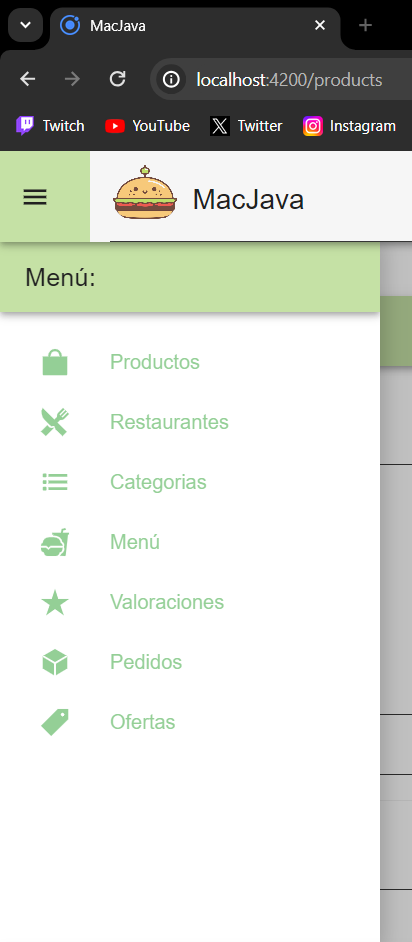 MacJava
localhost:4200/products
Twitch YouTube Twitter Instagram
MacJava
Menú:
Productos
Restaurantes
Categorias
Menú
Valoraciones
Pedidos
Ofertas